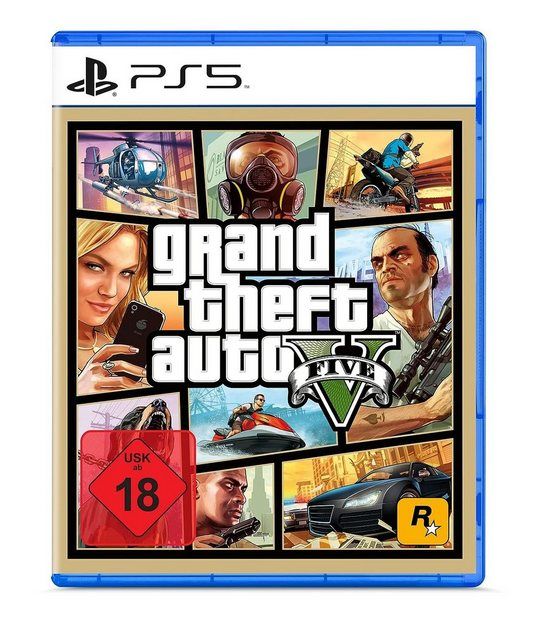 PS5
grand
theft
auto
V
FIVE
USK
ab
18
R